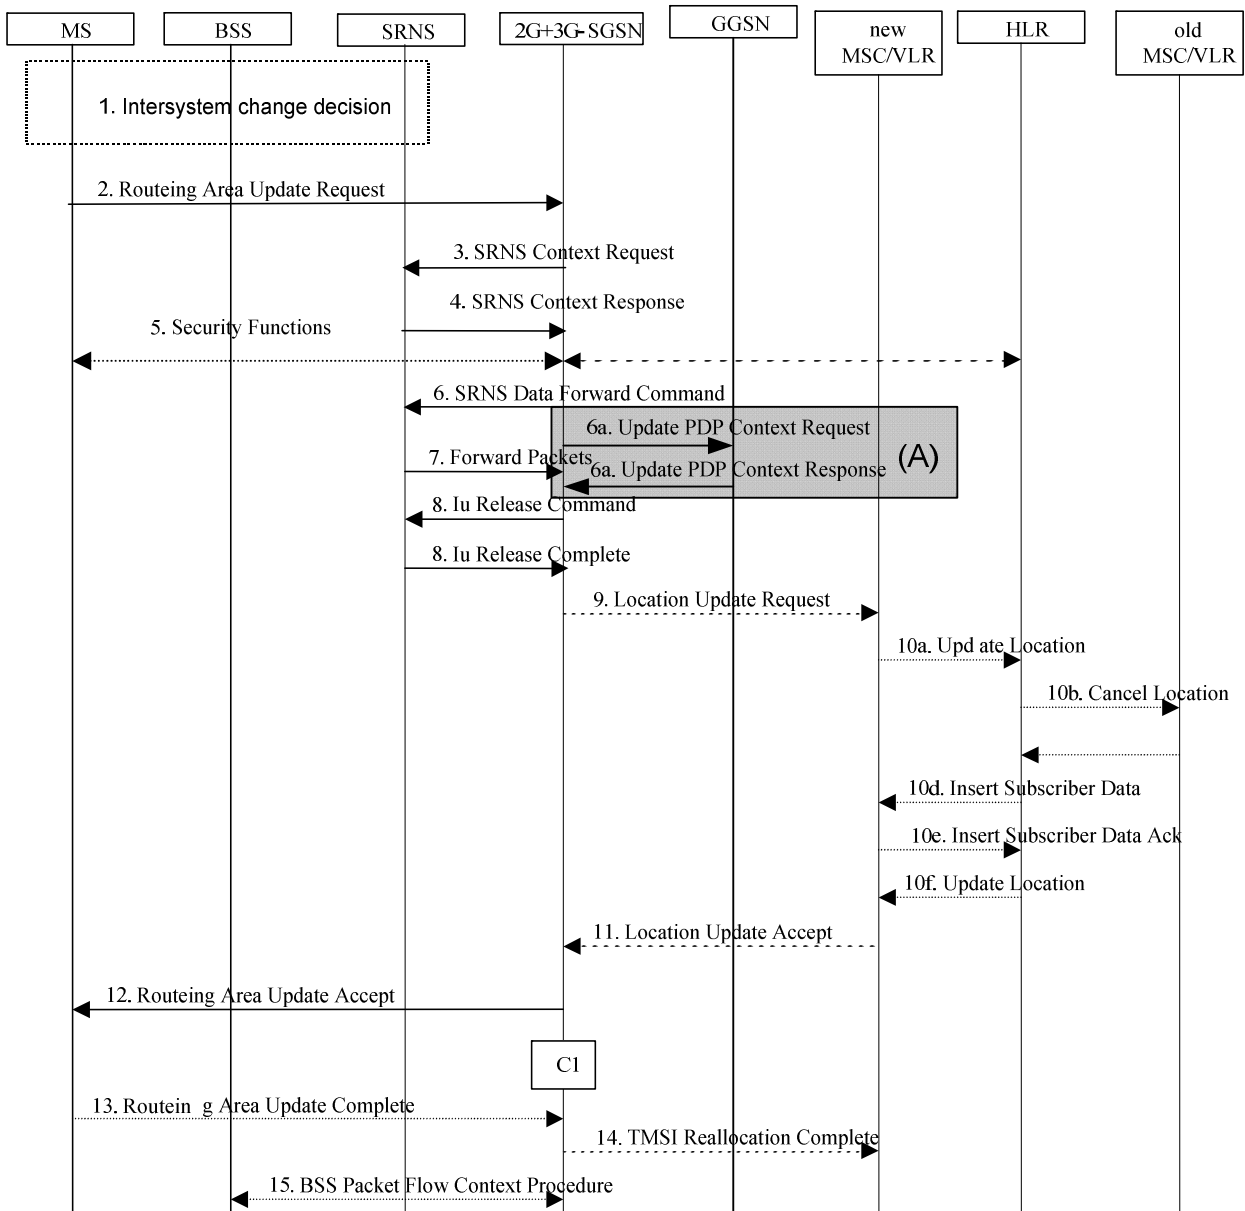 MS
BSS
SRNS
2G+3G-SGSN
GGSN
new
MSC/VLR
HLR
old
MSC/VLR
1. Intersystem change decision
2. Routeing Area Update Request
3. SRNS Context Request
4. SRNS Context Response
5. Security Functions
6. SRNS Data Forward Command
6a. Update PDP Context Request
(A)
7. Forward Packets
6a. Update PDP Context Response
8. Iu Release Command
8. Iu Release Complete
9. Location Update Request
10a. Upd ate Location
10b. Cancel Location
10d. Insert Subscriber Data
10e. Insert Subscriber Data Ack
10f. Update Location
11. Location Update Accept
12. Routeing Area Update Accept
C1
13. Routein g Area Update Complete
14. TMSI Reallocation Complete
15. BSS Packet Flow Context Procedure